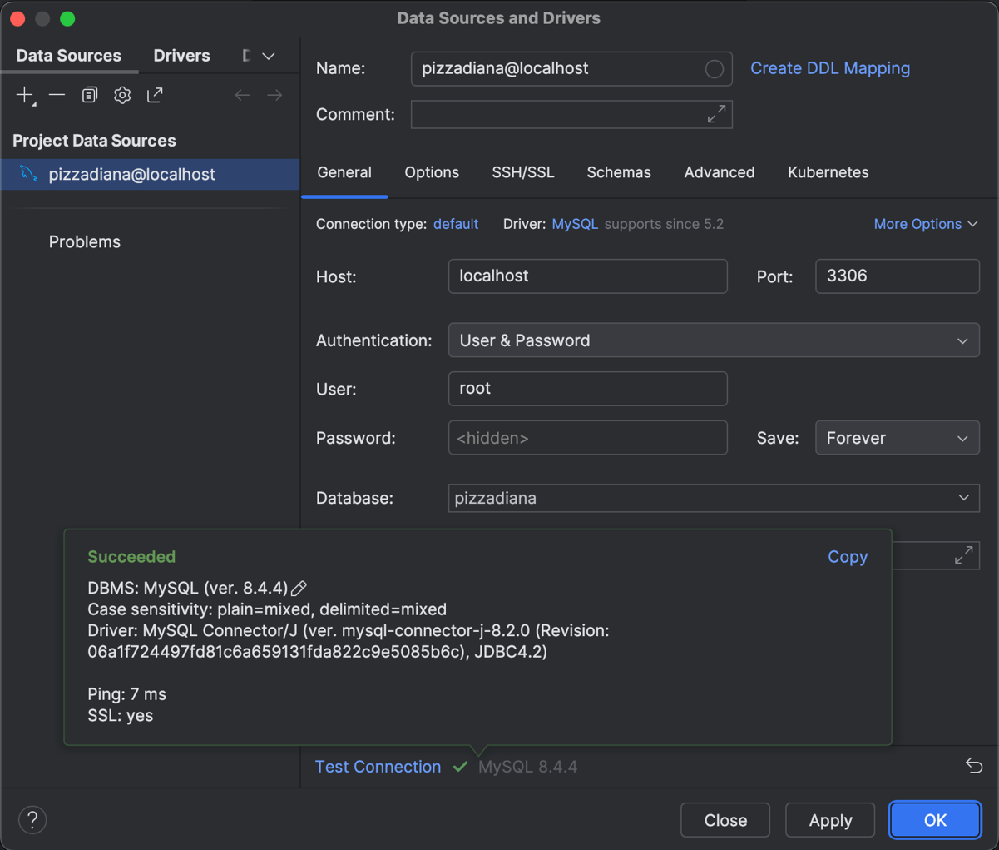 Data Sources and Drivers
Data Sources
Drivers
Name:
pizzadiana@localhost
Create DDL Mapping
Comment:
Project Data Sources
pizzadiana@localhost
Problems
General
Options
SSH/SSL
Schemas
Advanced
Kubernetes
Connection type: default
Driver: MySQL supports since 5.2
More Options
Host:
localhost
Port:
3306
Authentication:
User & Password
User:
root
Password:
<hidden>
Save:
Forever
Database:
pizzadiana
Succeeded
Copy
DBMS: MySQL (ver. 8.4.4)
Case sensitivity: plain=mixed, delimited=mixed
Driver: MySQL Connector/J (ver. mysql-connector-j-8.2.0 (Revision:
06a1f724497fd81c6a659131fda822c9e5085b6c), JDBC4.2)
Ping: 7 ms
SSL: yes
Test Connection
MySQL 8.4.4
?
Close
Apply
OK